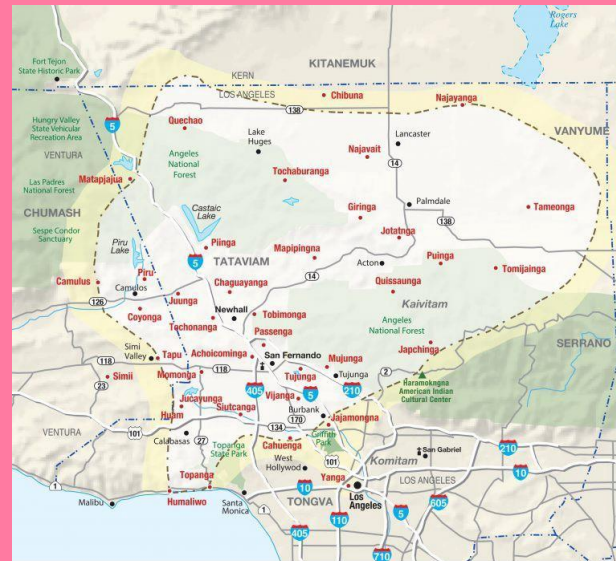 Rogers
Lake
Fort Tejon
State Historic Park
KITANEMUK
KERN
LOS ANGELES
Chibuna
Najayanga
138
5
Quechao
Hungry Valley
State Vehicular
Recreation Area
Lake
Huges
Lancaster
VANYUME
VENTURA
Angeles
National
Forest
Najavait
14
Matapjaua
Tochaburanga
Las Padres
National Forest
Castaic
Lake
Giringa
Palmdale
Tameonga
CHUMASH
138
Sespe Condor
Sanctuary
Piru
Lake
Piinga
Jotatnga
TATAVIAM
Mapipingna
Acton
Puinga
Tomijainga
5
Camulus
Piru
Camulos
Chaguayanga
14
Quissaunga
Kaivitam
126
Juunga
Newhall
Coyonga
Tochonanga
Tobimonga
Angeles
National Forest
Passenga
SERRANO
Simi
Valley
Tapu
Achoicominga
San Fernando
Japchinga
118
Mujunga
2
Simii
23
Momonga
118
Tujunga
Tujunga
Haramokngna
American Indian
Cultural Center
405
5
210
Jucayunga
Vijanga
Huam
Siutcanga
170
Burbank
Jajamongna
134
VENTURA
101
Calabasas
27
Cahuenga
Griffith
Park
Topanga
State Park
101
San Gabriel
210
West
Hollywood
Komitam
10
Topanga
LOS ANGELES
Yanga
Los
Angeles
1
Malibu
Humaliwo
Santa
Monica
10
TONGVA
1
110
5
605
405
710